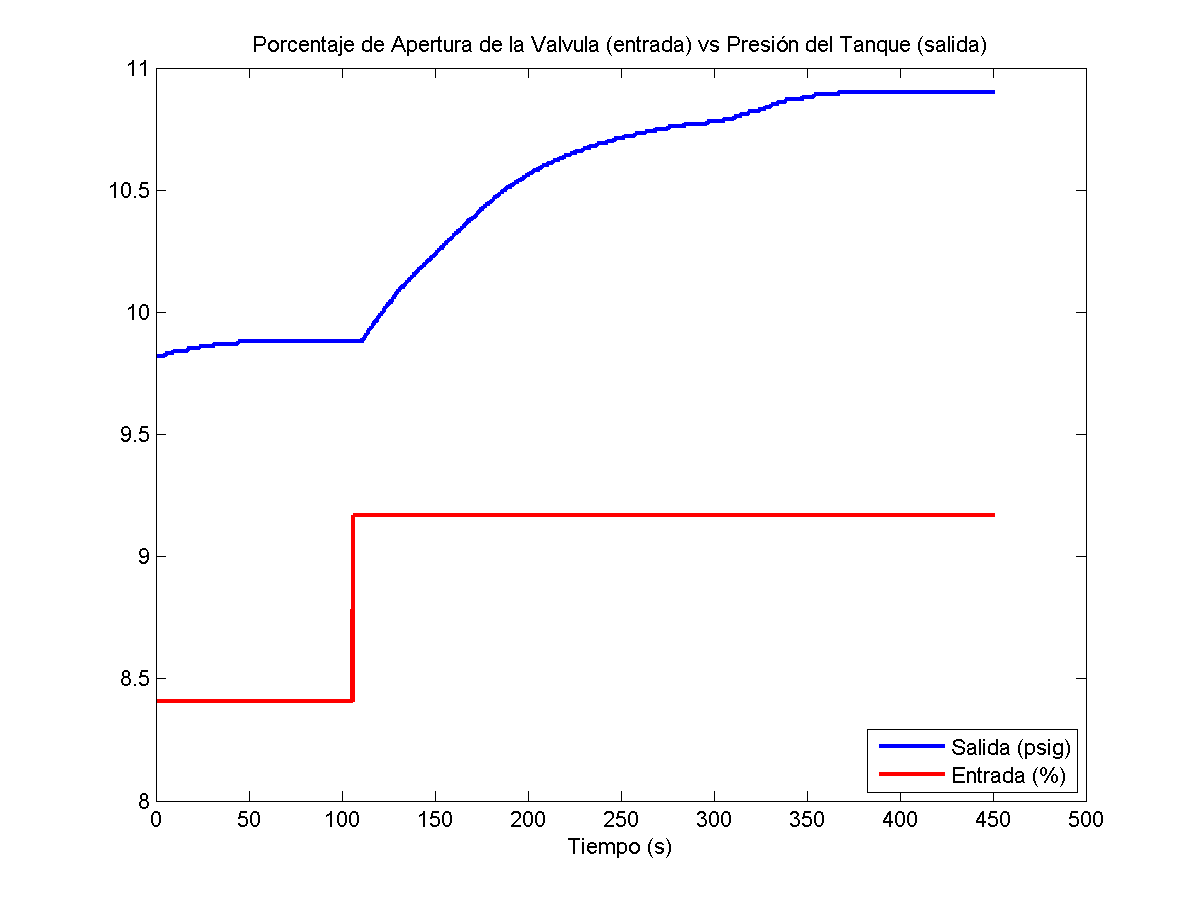 Porcentaje de Apertura de la Valvula (entrada) vs Presión del Tanque (salida)
11
10.5
10
9.5
9
8.5
8
0 50 100 150 200 250 300 350 400 450 500
Tiempo (s)
Salida (psig)
Entrada (%)